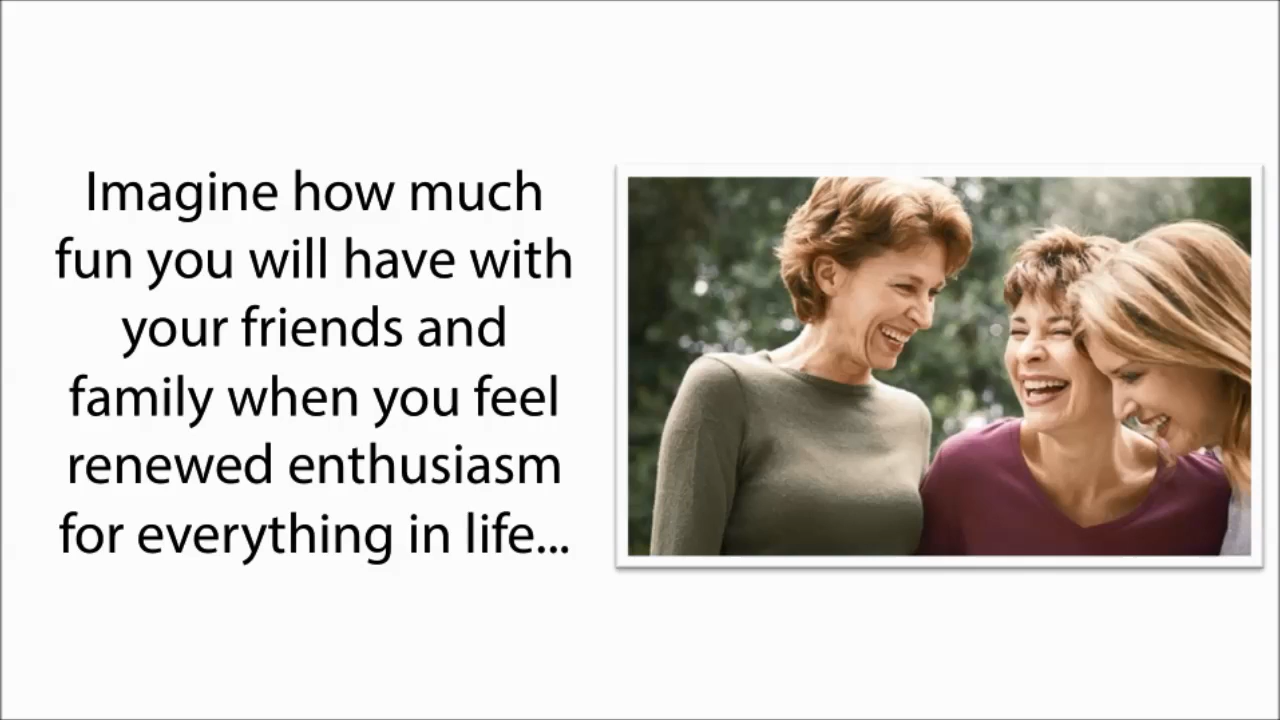 Imagine how much
fun you will have with
your friends and
family when you feel
renewed enthusiasm
for everything in life...